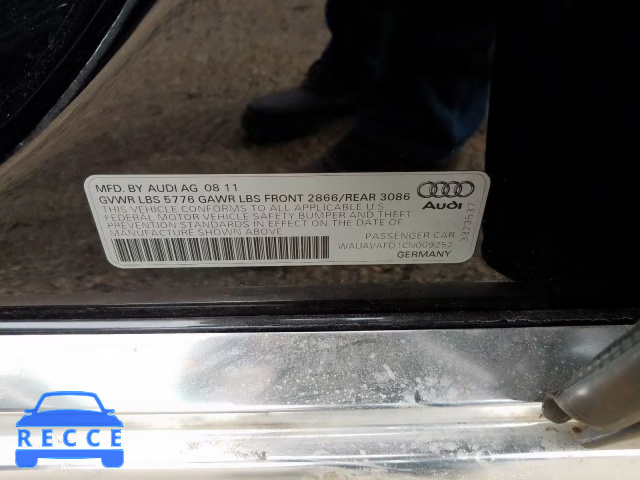 MFD. BY AUDI AG 08 11
GVWR LBS 5776 GAWR LBS FRONT 2866/REAR 3086
THIS VEHICLE CONFORMS TO ALL APPLICABLE U S
FEDERAL MOTOR VEHICLE SAFETY BUMPER AND THEFT
PREVENTION STANDARDS IN EFFECT ON THE DATE OF
MANUFACTURE SHOWN ABOVE
Audi
PASSENGER CAR
WAUAVAFD1CN009252
GERMANY
3373537
RECCE